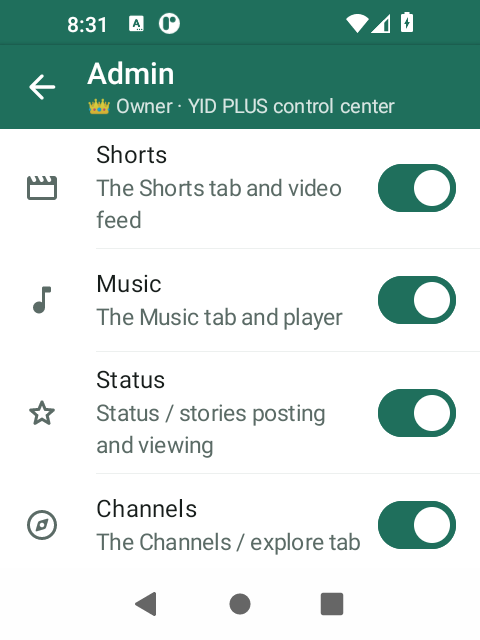 8:31
A
Admin
👑 Owner · YID PLUS control center
Shorts
The Shorts tab and video
feed
Music
The Music tab and player
Status
Status / stories posting
and viewing
Channels
The Channels / explore tab